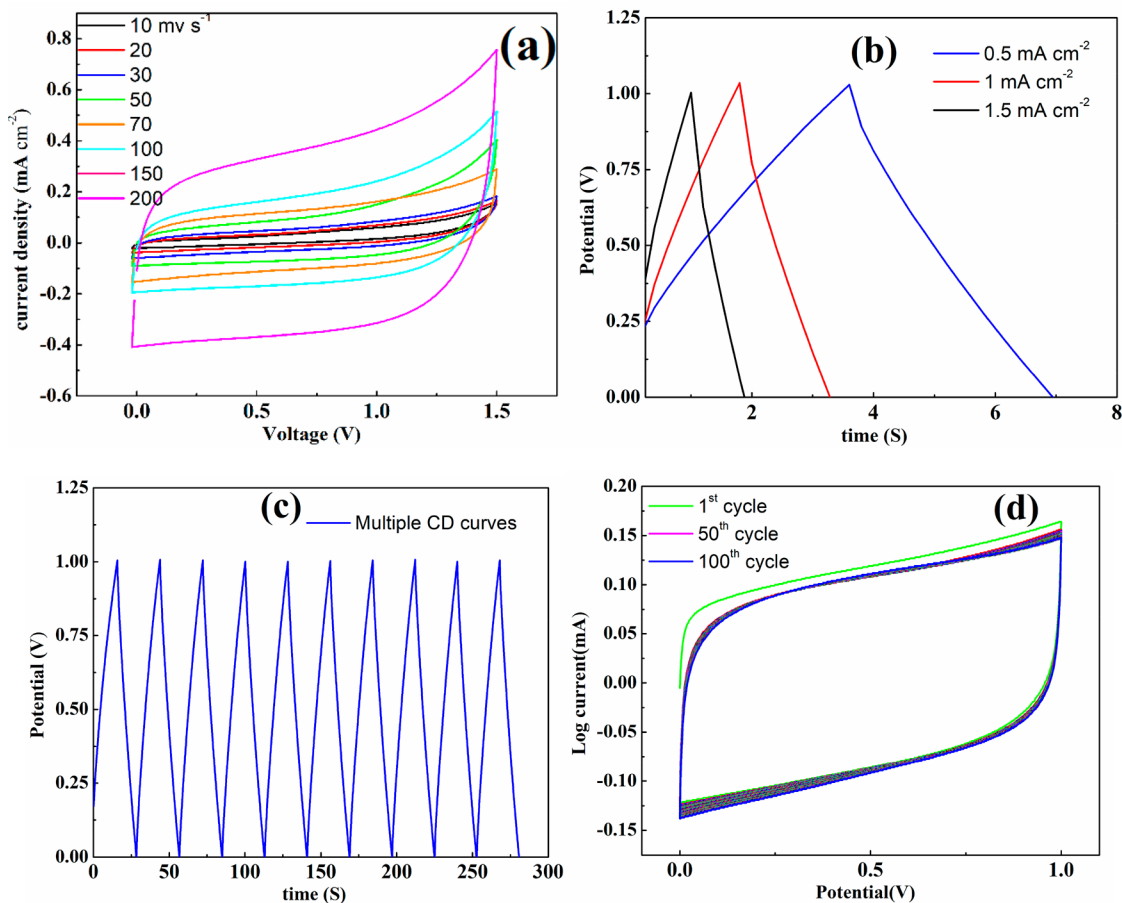 (a)
10 mv s⁻¹
20
30
50
70
100
150
200
0.8
0.6
0.4
0.2
0.0
-0.2
-0.4
-0.6
current density (mA cm⁻²)
0.0 0.5 1.0 1.5
Voltage (V)
(b)
0.5 mA cm⁻²
1 mA cm⁻²
1.5 mA cm⁻²
1.25
1.00
0.75
0.50
0.25
0.00
Potential (V)
2 4 6 8
time (S)
(c)
Multiple CD curves
1.25
1.00
0.75
0.50
0.25
0.00
Potential (V)
0 50 100 150 200 250 300
time (S)
(d)
1ˢᵗ cycle
50ᵗʰ cycle
100ᵗʰ cycle
0.20
0.15
0.10
0.05
0.00
-0.05
-0.10
-0.15
Log current(mA)
0.0 0.5 1.0
Potential(V)